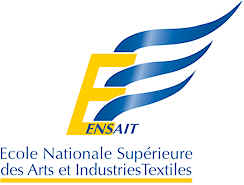 ENSAIT
Ecole Nationale Supérieure
des Arts et IndustriesTextiles